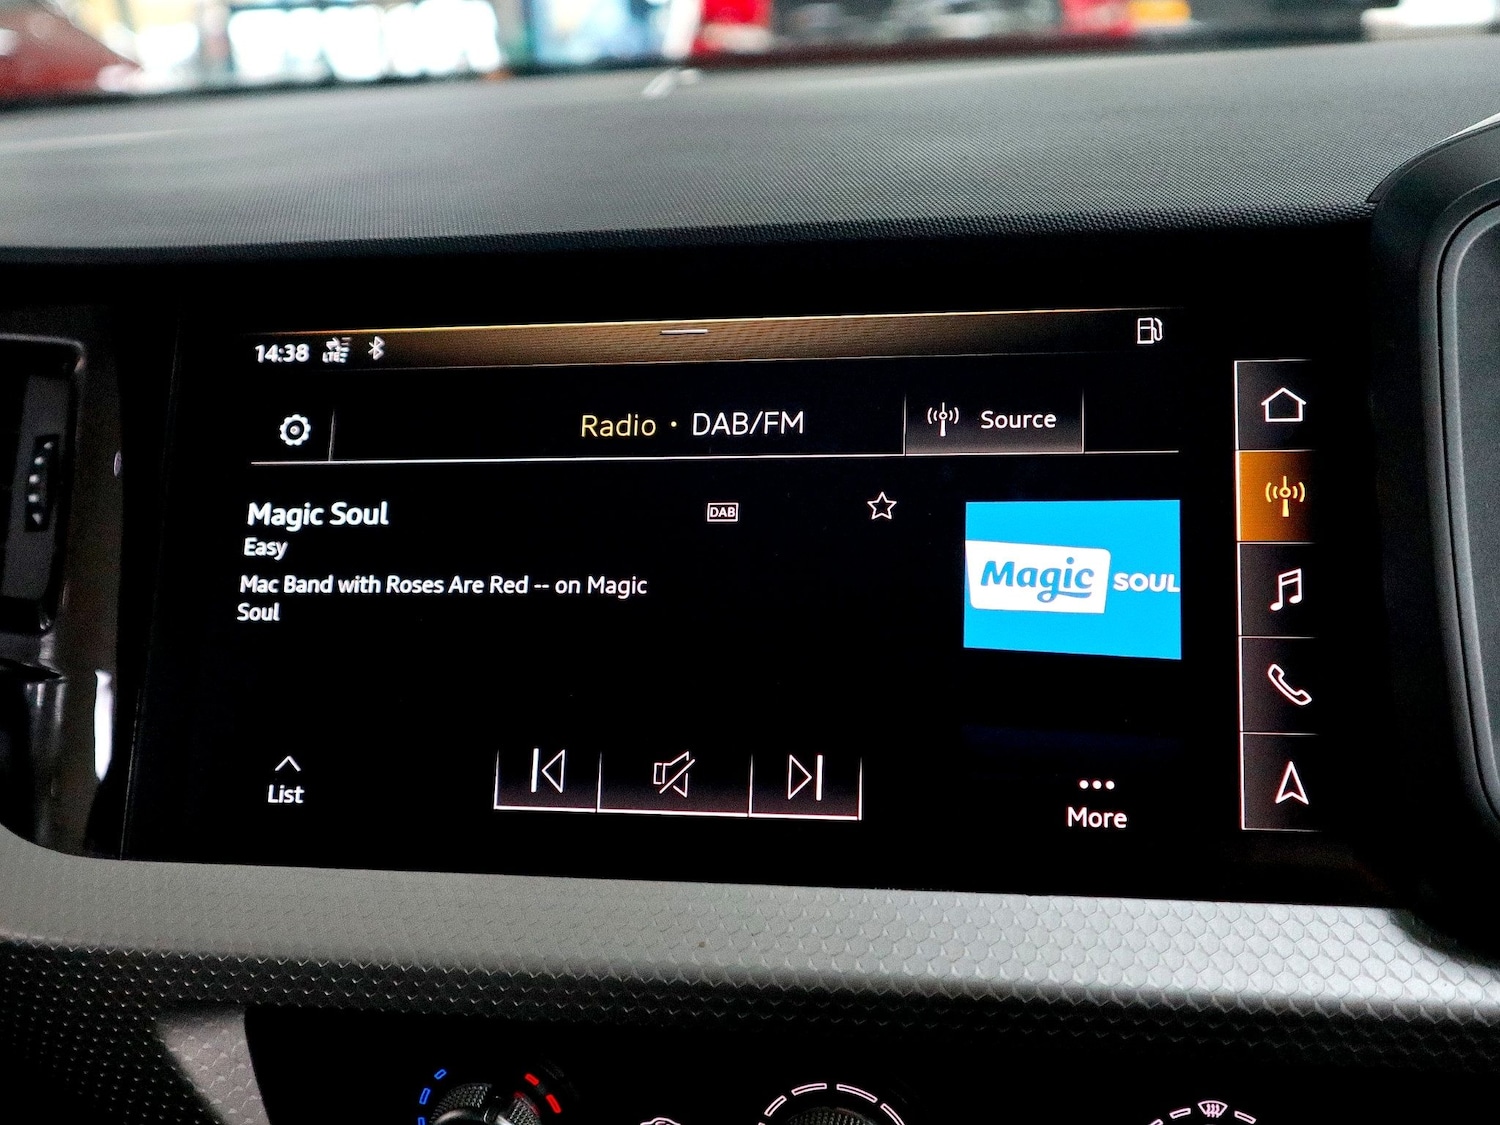 14:38 LTE
Radio • DAB/FM
Source
Magic Soul
DAB
Easy
Mac Band with Roses Are Red -- on Magic
Soul
Magic SOUL
List
More